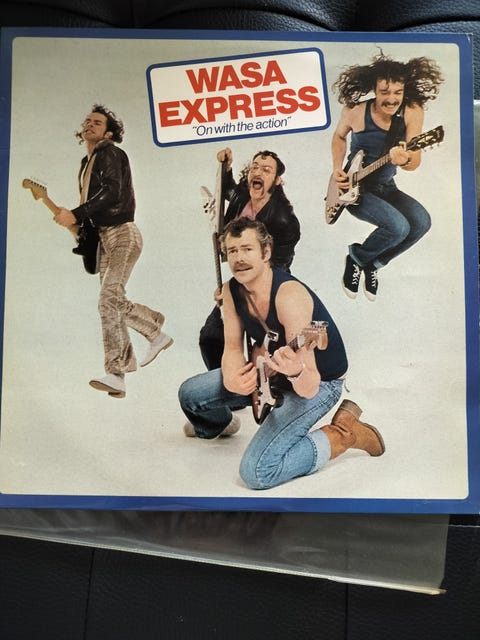 WASA
EXPRESS
"On with the action"